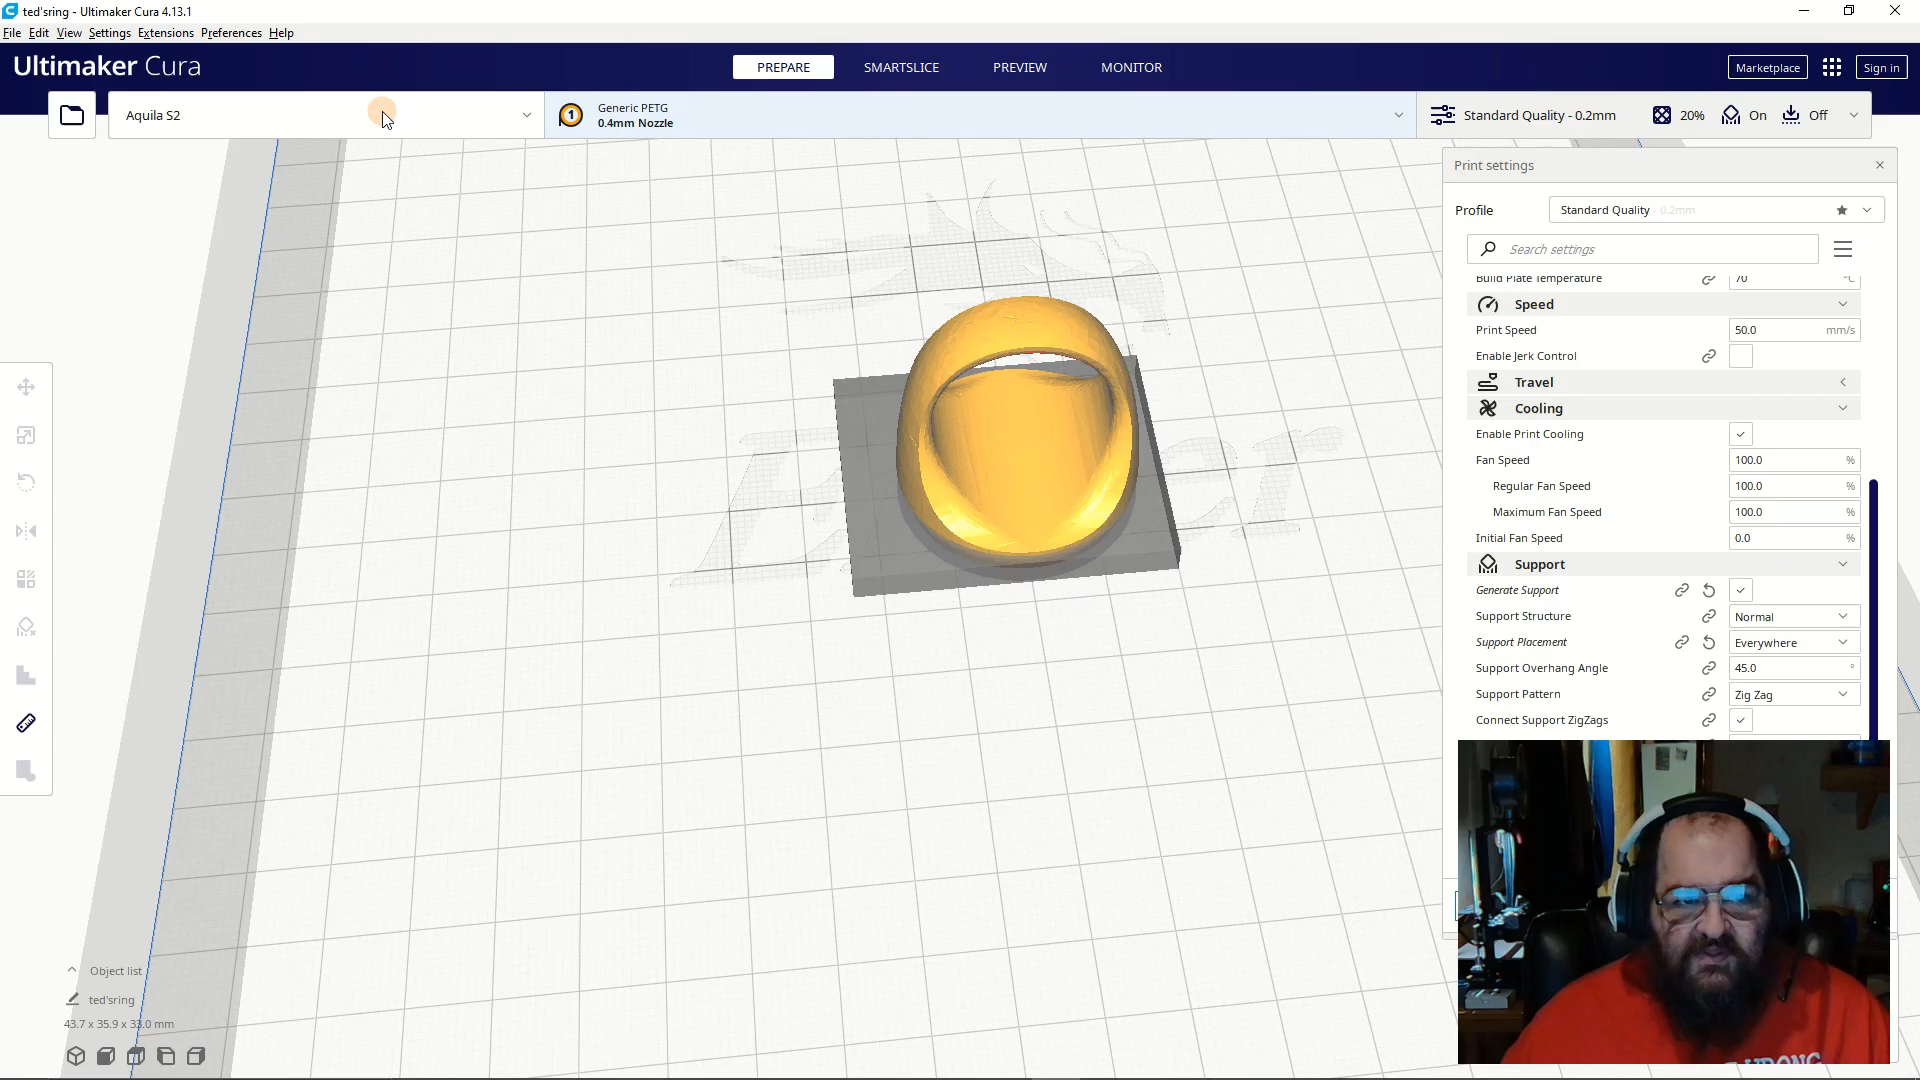 ted'sring - Ultimaker Cura 4.13.1
File Edit View Settings Extensions Preferences Help
Ultimaker Cura
PREPARE SMARTSLICE PREVIEW MONITOR
Marketplace Sign in
Aquila S2
1
Generic PETG
0.4mm Nozzle
Standard Quality - 0.2mm 20% On Off
Print settings
Profile Standard Quality - 0.2mm
Search settings
Build Plate Temperature 70 °C
Speed
Print Speed 50.0 mm/s
Enable Jerk Control
Travel
Cooling
Enable Print Cooling
Fan Speed 100.0 %
Regular Fan Speed 100.0 %
Maximum Fan Speed 100.0 %
Initial Fan Speed 0.0 %
Support
Generate Support
Support Structure Normal
Support Placement Everywhere
Support Overhang Angle 45.0 °
Support Pattern Zig Zag
Connect Support ZigZags
Object list
ted'sring
43.7 x 35.9 x 33.0 mm